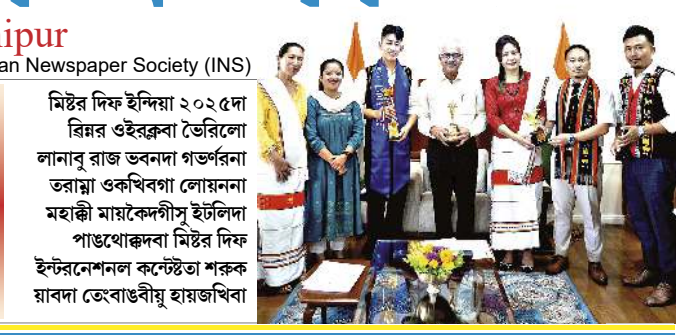 nipur
an Newspaper Society (INS)
মিষ্টর দিফ ইন্দিয়া ২০২৫দা
ৱিন্নর ওইরক্লবা তৈরিলো
লানাবু রাজ ভবনদা গভর্ণরনা
তরাম্না ওকখিবগা লোয়ননা
মহাক্কী মায়কৈদগীসু ইটলিদা
পাঙথোক্কদবা মিষ্টর দিফ
ইন্টরনেশনল কন্টেষ্টতা শরুক
য়াবদা তেংবাঙবীয়ু হায়জখিবা